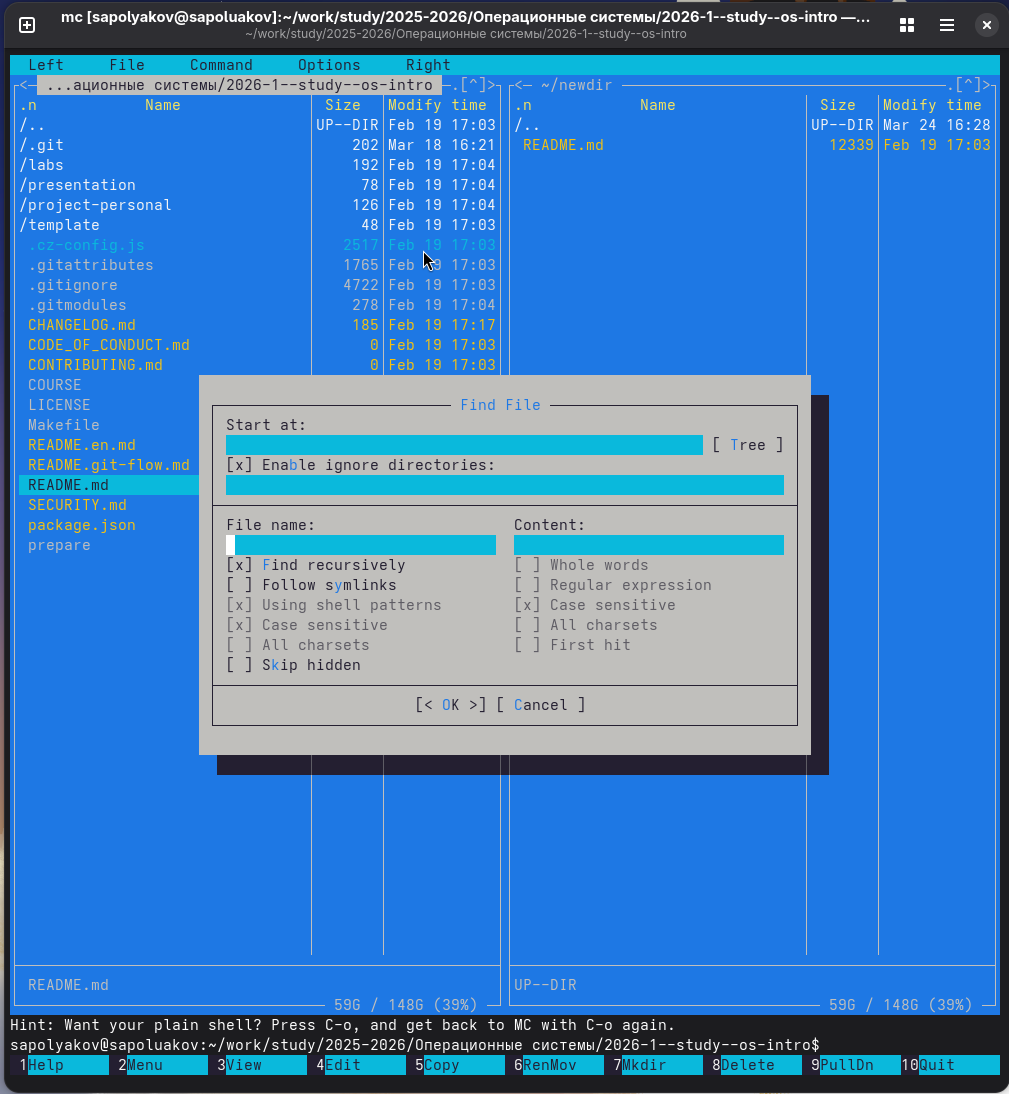 mc [sapolyakov@sapoluakov]:~/work/study/2025-2026/Операционные системы/2026-1--study--os-intro —...
~/work/study/2025-2026/Операционные системы/2026-1--study--os-intro
Left File Command Options Right
<— ...ационные системы/2026-1--study--os-intro —.[^]> <— ~/newdir —.[^]>
.n Name Size Modify time .n Name Size Modify time
/.. UP--DIR Feb 19 17:03 /.. UP--DIR Mar 24 16:28
/.git 202 Mar 18 16:21 README.md 12339 Feb 19 17:03
/labs 192 Feb 19 17:04
/presentation 78 Feb 19 17:04
/project-personal 126 Feb 19 17:04
/template 48 Feb 19 17:03
.cz-config.js 2517 Feb 19 17:03
.gitattributes 1765 Feb 19 17:03
.gitignore 4722 Feb 19 17:03
.gitmodules 278 Feb 19 17:04
CHANGELOG.md 185 Feb 19 17:17
CODE_OF_CONDUCT.md 0 Feb 19 17:03
CONTRIBUTING.md 0 Feb 19 17:03
COURSE
LICENSE
Makefile
README.en.md
README.git-flow.md
README.md
SECURITY.md
package.json
prepare
Find File
Start at:
[ Tree ]
[x] Enable ignore directories:
File name: Content:
[x] Find recursively [ ] Whole words
[ ] Follow symlinks [ ] Regular expression
[x] Using shell patterns [x] Case sensitive
[x] Case sensitive [ ] All charsets
[ ] All charsets [ ] First hit
[ ] Skip hidden
[< OK >] [ Cancel ]
README.md UP--DIR
59G / 148G (39%) 59G / 148G (39%)
Hint: Want your plain shell? Press C-o, and get back to MC with C-o again.
sapolyakov@sapoluakov:~/work/study/2025-2026/Операционные системы/2026-1--study--os-intro$
1Help 2Menu 3View 4Edit 5Copy 6RenMov 7Mkdir 8Delete 9PullDn 10Quit